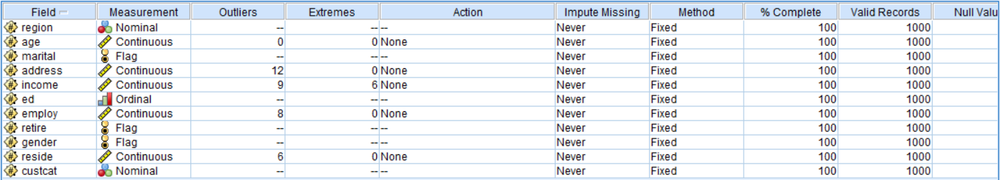 Field Measurement Outliers Extremes Action Impute Missing Method % Complete Valid Records Null Valu
region Nominal -- -- -- Never Fixed 100 1000
age Continuous 0 0 None Never Fixed 100 1000
marital Flag -- -- -- Never Fixed 100 1000
address Continuous 12 0 None Never Fixed 100 1000
income Continuous 9 6 None Never Fixed 100 1000
ed Ordinal -- -- -- Never Fixed 100 1000
employ Continuous 8 0 None Never Fixed 100 1000
retire Flag -- -- -- Never Fixed 100 1000
gender Flag -- -- -- Never Fixed 100 1000
reside Continuous 6 0 None Never Fixed 100 1000
custcat Nominal -- -- -- Never Fixed 100 1000